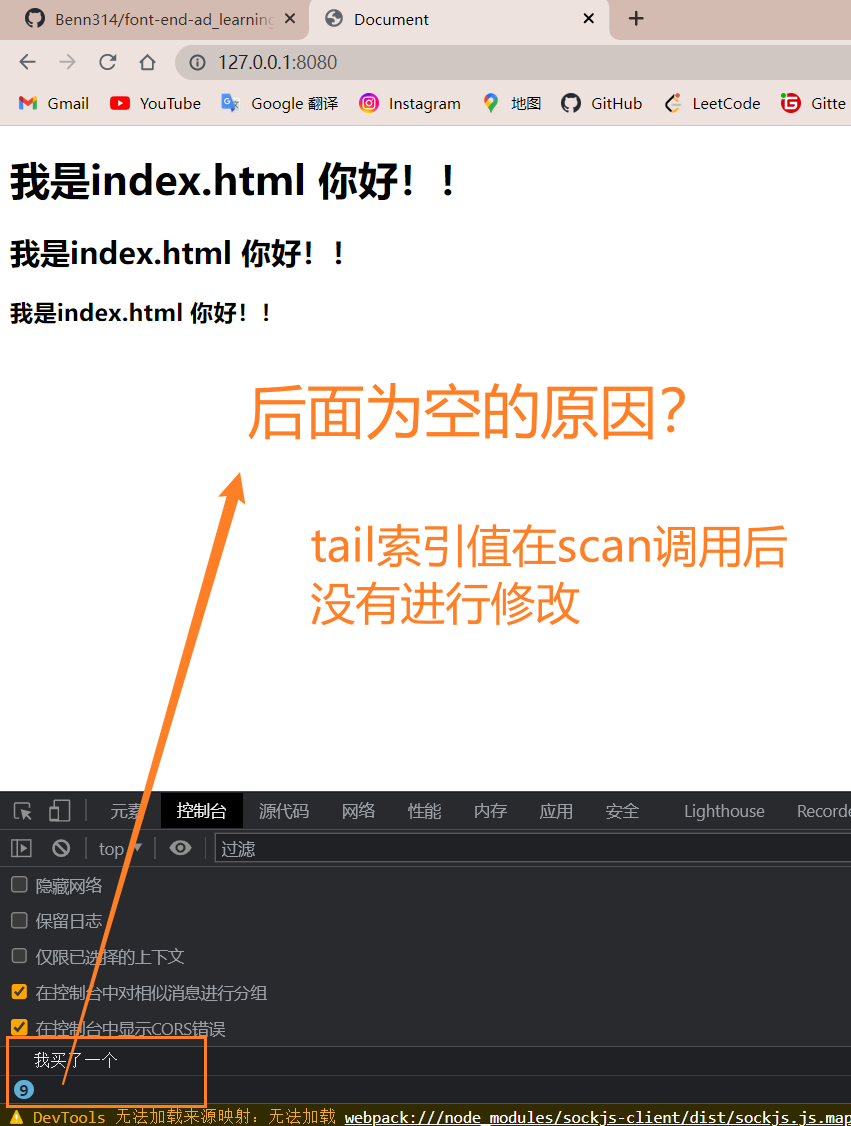 Benn314/font-end-ad_learning
Document
127.0.0.1:8080
Gmail YouTube Google 翻译 Instagram 地图 GitHub LeetCode Gitte
我是index.html 你好！！
我是index.html 你好！！
我是index.html 你好！！
后面为空的原因?
tail索引值在scan调用后
没有进行修改
元素 控制台 源代码 网络 性能 内存 应用 安全 Lighthouse Recorde
top 过滤
隐藏网络
保留日志
仅限已选择的上下文
在控制台中对相似消息进行分组
在控制台中显示CORS错误
我买了一个
9
DevTools 无法加载来源映射：无法加载 webpack:///node_modules/sockjs-client/dist/sockjs.js.map